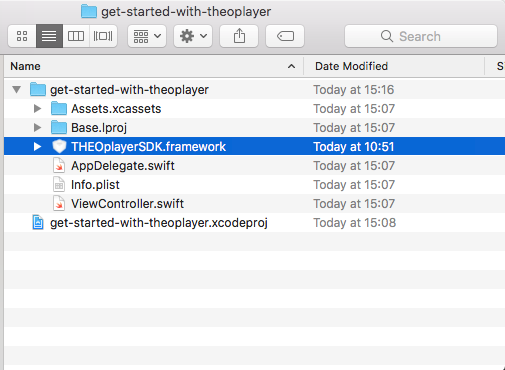 get-started-with-theoplayer
Search
Name Date Modified Si
get-started-with-theoplayer Today at 15:16
Assets.xcassets Today at 15:07
Base.lproj Today at 15:07
THEOplayerSDK.framework Today at 10:51
AppDelegate.swift Today at 15:07
Info.plist Today at 15:07
ViewController.swift Today at 15:07
get-started-with-theoplayer.xcodeproj Today at 15:08